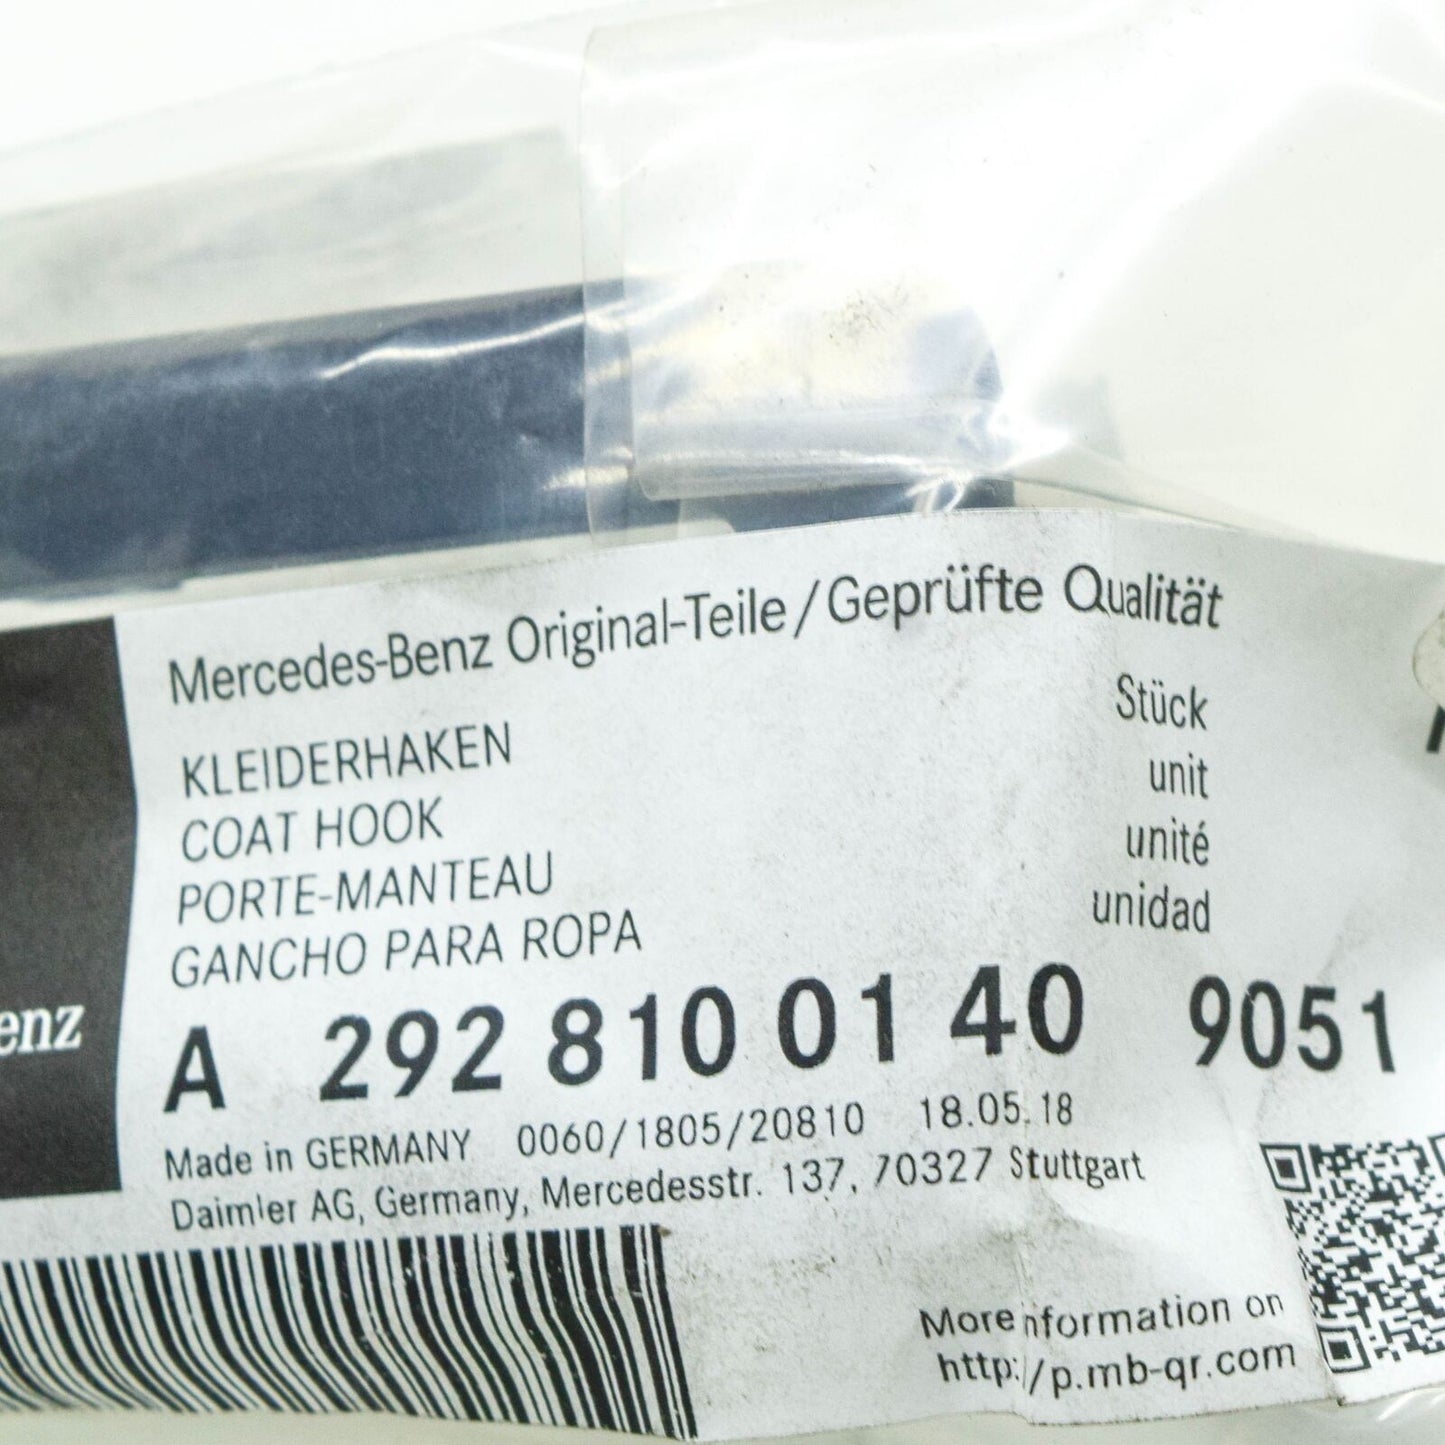 Mercedes-Benz Original-Teile/Geprüfte Qualität
KLEIDERHAKEN Stück
COAT HOOK unit
PORTE-MANTEAU unité
GANCHO PARA ROPA unidad
enz
A 292 810 01 40 9051
Made in GERMANY 0060/1805/20810 18.05.18
Daimler AG, Germany, Mercedesstr. 137, 70327 Stuttgart
More nformation on
http://p.mb-qr.com